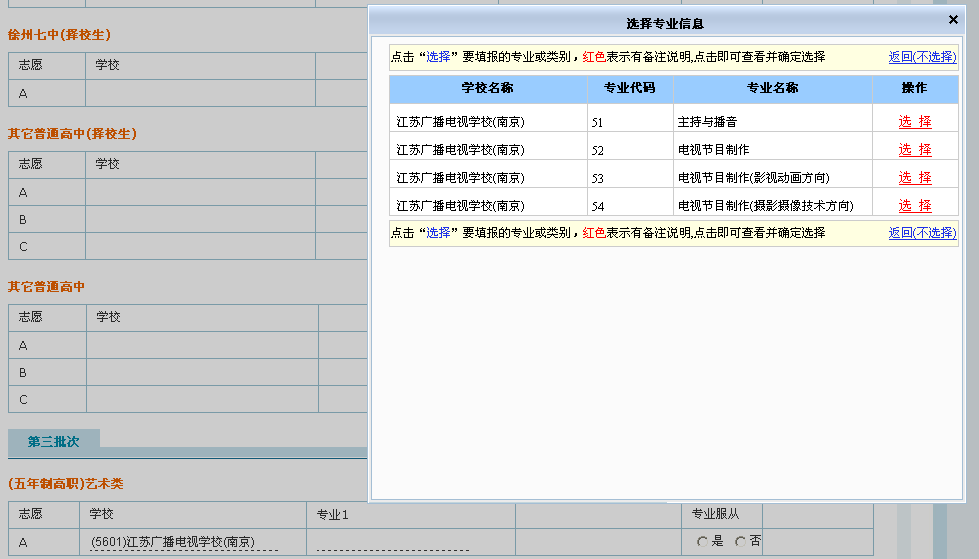 徐州七中(择校生)
志愿 学校
A
其它普通高中(择校生)
志愿 学校
A
B
C
其它普通高中
志愿 学校
A
B
C
第三批次
(五年制高职)艺术类
志愿 学校 专业1 专业服从
A (5601)江苏广播电视学校(南京) 是 否
选择专业信息 ×
点击“选择”要填报的专业或类别，红色表示有备注说明,点击即可查看并确定选择 返回(不选择)
学校名称 专业代码 专业名称 操作
江苏广播电视学校(南京) 51 主持与播音 选 择
江苏广播电视学校(南京) 52 电视节目制作 选 择
江苏广播电视学校(南京) 53 电视节目制作(影视动画方向) 选 择
江苏广播电视学校(南京) 54 电视节目制作(摄影摄像技术方向) 选 择
点击“选择”要填报的专业或类别，红色表示有备注说明,点击即可查看并确定选择 返回(不选择)